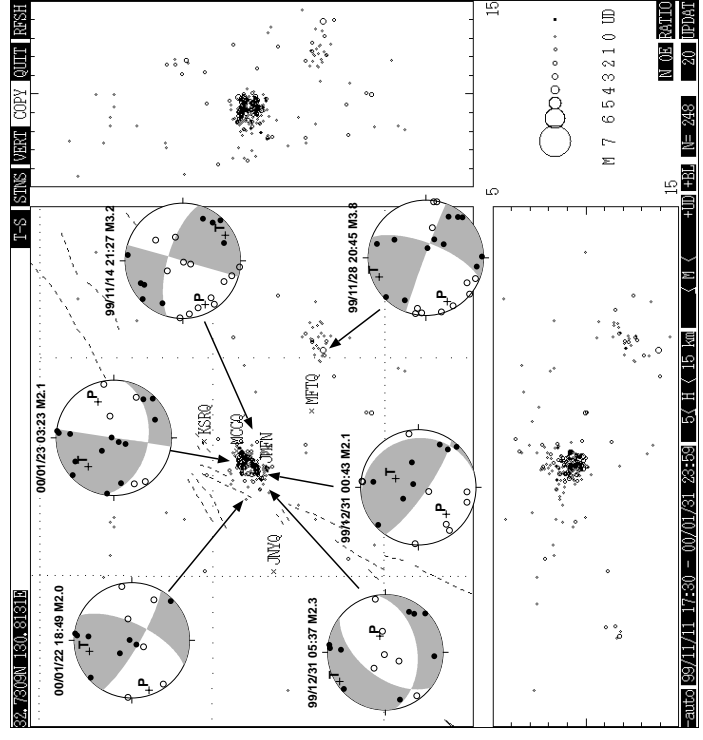 T-S STNS VERT COPY QUIT RFSH
32.7309N 130.8131E
99/11/14 21:27 M3.2
P
T
99/11/28 20:45 M3.8
P
T
00/01/23 03:23 M2.1
P
T
99/12/31 00:43 M2.1
P
T
00/01/22 18:49 M2.0
P
T
99/12/31 05:37 M2.3
P
T
KSRQ
MCGQ
JMFN
×MFTQ
×JNYQ
15
5
15
M 7 6 5 4 3 2 1 0 UD
N OE RATIO
-auto 99/11/11 17:30 - 00/01/31 23:59 5< H < 15 km < M < +UD +BL N= 248 20 UPDAT